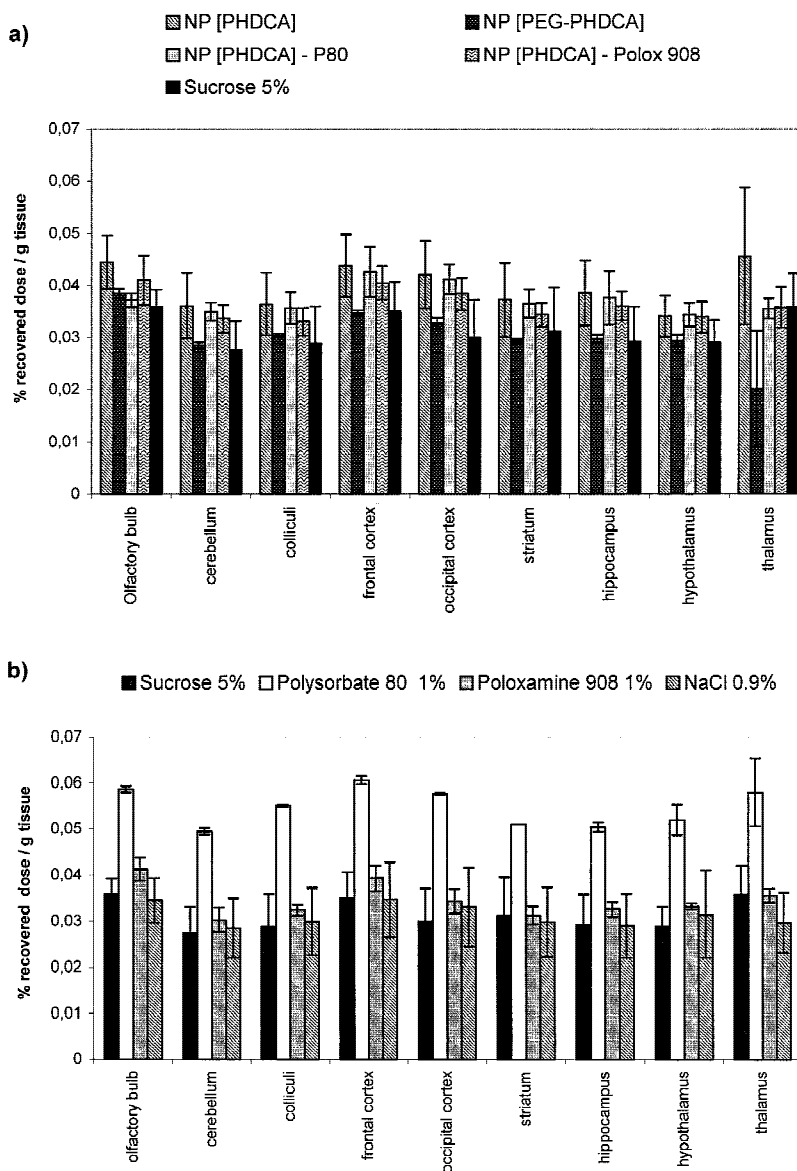 a)
NP [PHDCA]
NP [PEG-PHDCA]
NP [PHDCA] - P80
NP [PHDCA] - Polox 908
Sucrose 5%
% recovered dose / g tissue
0,07
0,06
0,05
0,04
0,03
0,02
0,01
0
Olfactory bulb
cerebellum
colliculi
frontal cortex
occipital cortex
striatum
hippocampus
hypothalamus
thalamus
b)
Sucrose 5%
Polysorbate 80 1%
Poloxamine 908 1%
NaCl 0.9%
% recovered dose / g tissue
0,07
0,06
0,05
0,04
0,03
0,02
0,01
0
olfactory bulb
cerebellum
colliculi
frontal cortex
occipital cortex
striatum
hippocampus
hypothalamus
thalamus